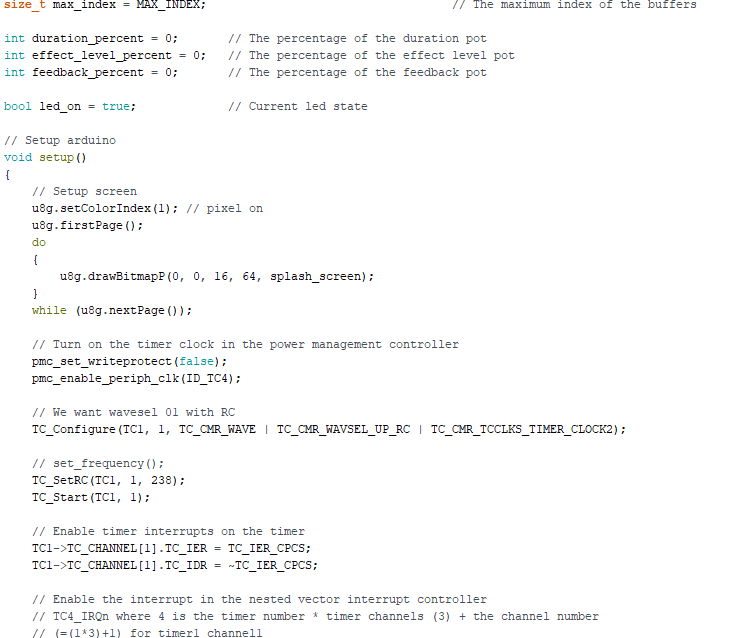 size_t max_index = MAX_INDEX; // The maximum index of the buffers
int duration_percent = 0; // The percentage of the duration pot
int effect_level_percent = 0; // The percentage of the effect level pot
int feedback_percent = 0; // The percentage of the feedback pot
bool led_on = true; // Current led state
// Setup arduino
void setup()
{
// Setup screen
u8g.setColorIndex(1); // pixel on
u8g.firstPage();
do
{
u8g.drawBitmapP(0, 0, 16, 64, splash_screen);
}
while (u8g.nextPage());
// Turn on the timer clock in the power management controller
pmc_set_writeprotect(false);
pmc_enable_periph_clk(ID_TC4);
// We want wavesel 01 with RC
TC_Configure(TC1, 1, TC_CMR_WAVE | TC_CMR_WAVSEL_UP_RC | TC_CMR_TCCLKS_TIMER_CLOCK2);
// set_frequency();
TC_SetRC(TC1, 1, 238);
TC_Start(TC1, 1);
// Enable timer interrupts on the timer
TC1->TC_CHANNEL[1].TC_IER = TC_IER_CPCS;
TC1->TC_CHANNEL[1].TC_IDR = ~TC_IER_CPCS;
// Enable the interrupt in the nested vector interrupt controller
// TC4_IRQn where 4 is the timer number * timer channels (3) + the channel number
// (=(1*3)+1) for timer1 channel1